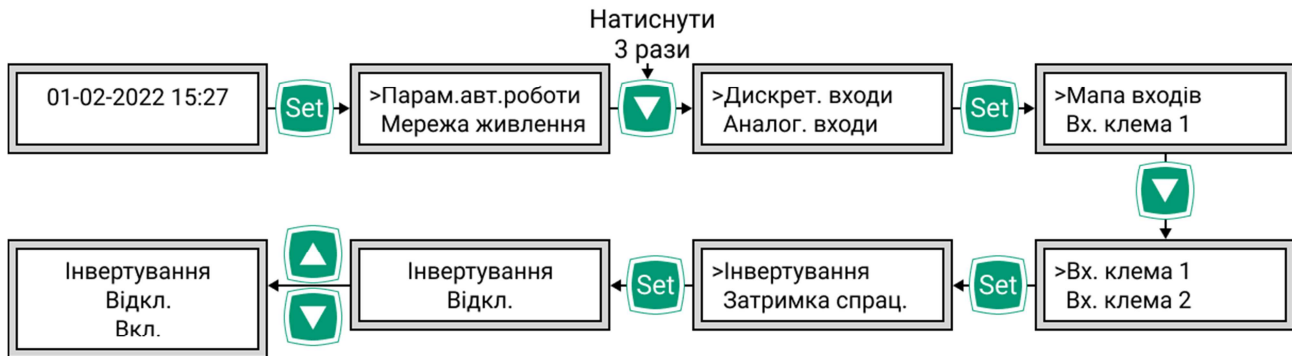 Натиснути
3 рази
01-02-2022 15:27
Set
>Парам.авт.роботи
Мережа живлення
>Дискрет. входи
Аналог. входи
Set
>Мапа входів
Вх. клема 1
Інвертування
Відкл.
Вкл.
Інвертування
Відкл.
Set
>Інвертування
Затримка спрац.
Set
>Вх. клема 1
Вх. клема 2